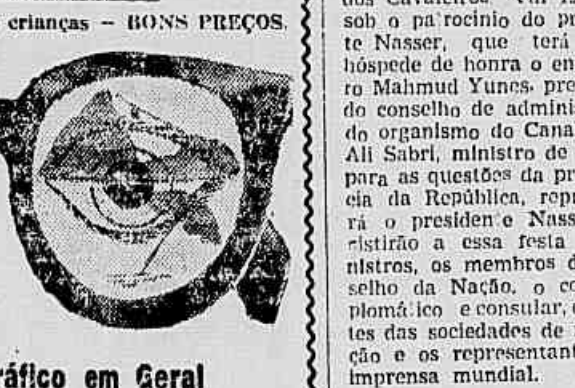 crianças — BONS PREÇOS.
ráfico em Geral
sob o patrocinio do pr
te Nasser, que terá
hóspede de honra o en
ro Mahmud Yunes, pre
do conselho de admini
do organismo do Cana
Ali Sabri, ministro de
para as questões da pr
cia da República, repr
rá o presidente Nass
sistirão a essa festa
nistros, os membros d
selho da Nação, o co
plomático e consular,
tes das sociedades de
ção e os representant
imprensa mundial.